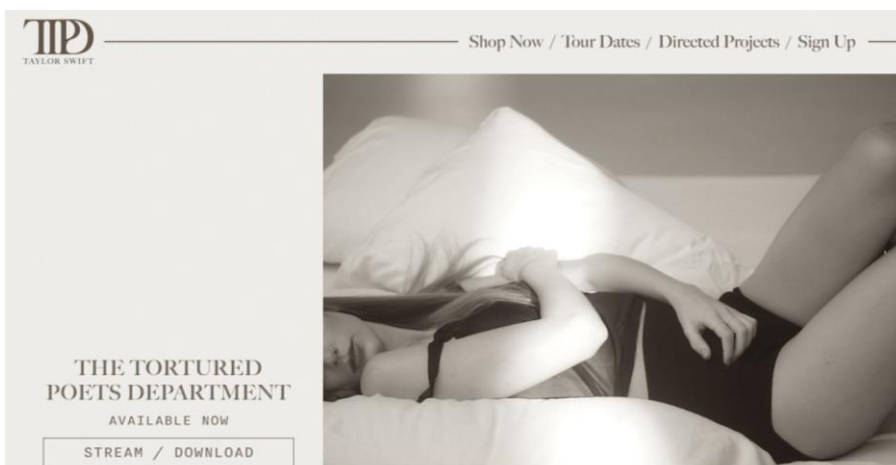 TTPD
TAYLOR SWIFT
Shop Now / Tour Dates / Directed Projects / Sign Up
THE TORTURED
POETS DEPARTMENT
AVAILABLE NOW
STREAM / DOWNLOAD